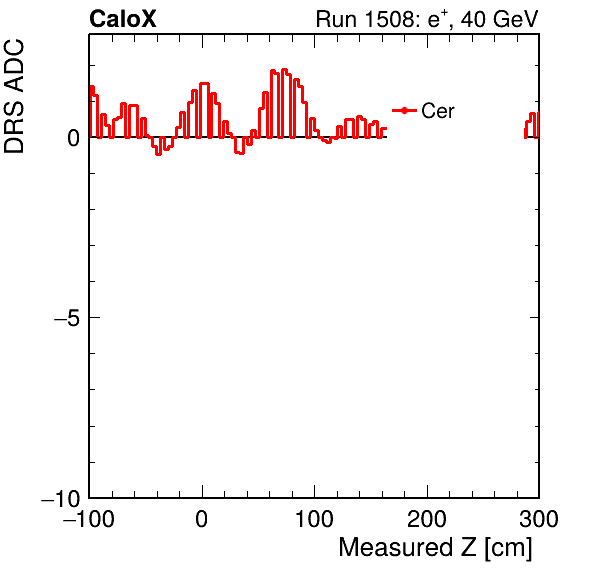 CaloX Run 1508: e⁺, 40 GeV
DRS ADC
Cer
0
−5
−10
−100 0 100 200 300
Measured Z [cm]